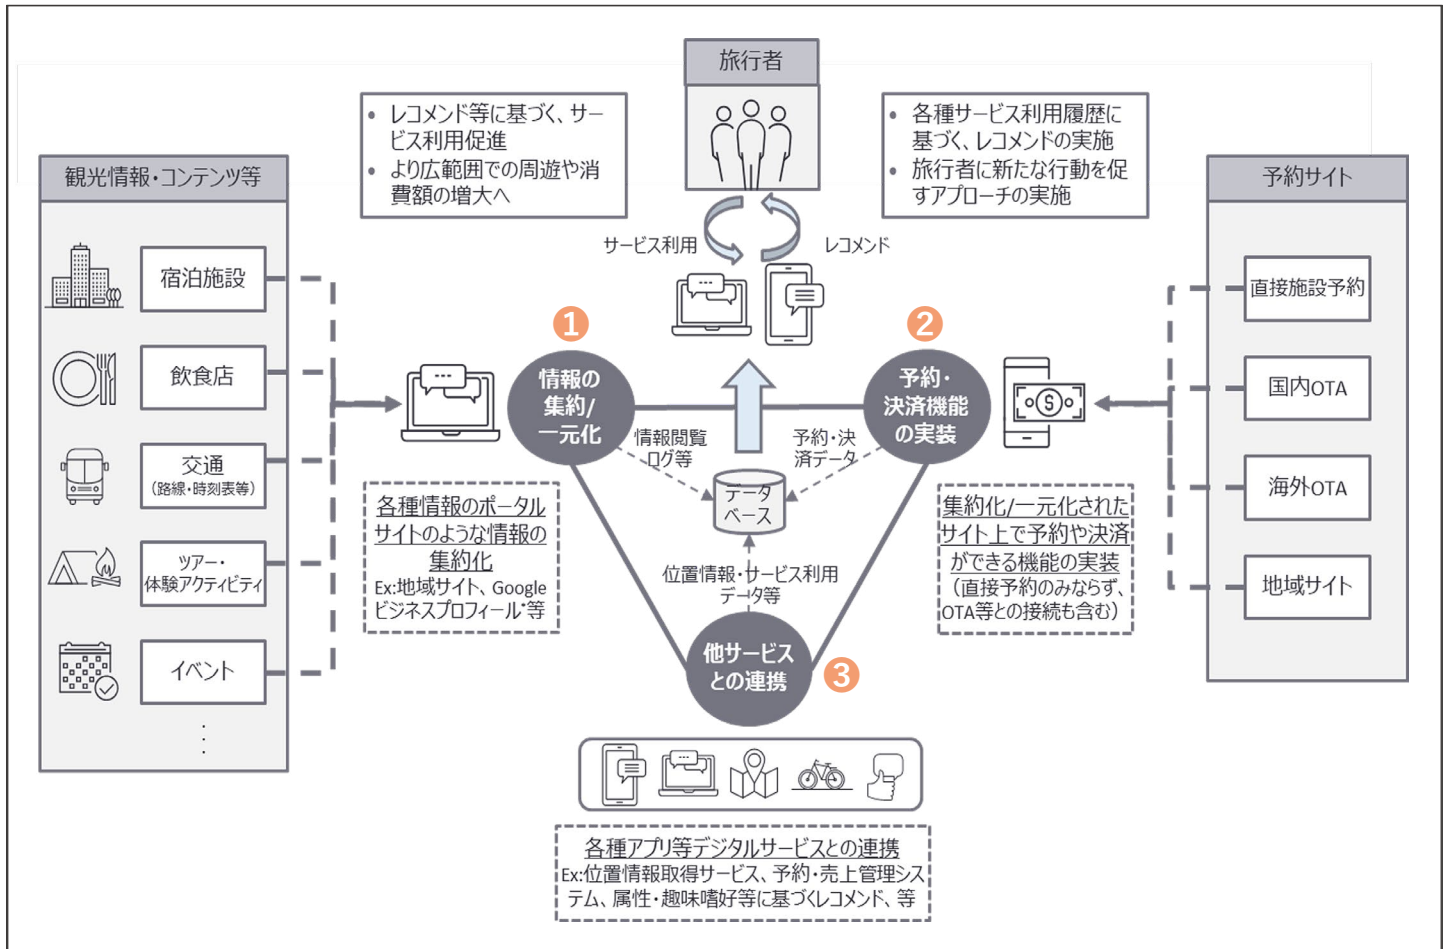 旅行者
• レコメンド等に基づく、サー
ビス利用促進
• より広範囲での周遊や消
費額の増大へ
• 各種サービス利用履歴に
基づく、レコメンドの実施
• 旅行者に新たな行動を促
すアプローチの実施
サービス利用
レコメンド
観光情報・コンテンツ等
宿泊施設
飲食店
交通
(路線・時刻表等)
ツアー・
体験アクティビティ
イベント
⋮
予約サイト
直接施設予約
国内OTA
海外OTA
地域サイト
1
情報の
集約/
一元化
2
予約・
決済機能
の実装
情報閲覧
ログ等
予約・決
済データ
データ
ベース
各種情報のポータル
サイトのような情報の
集約化
Ex:地域サイト、Google
ビジネスプロフィール*等
集約化/一元化された
サイト上で予約や決済
ができる機能の実装
(直接予約のみならず、
OTA等との接続も含む)
位置情報・サービス利用
データ等
他サービス
との連携
3
各種アプリ等デジタルサービスとの連携
Ex:位置情報取得サービス、予約・売上管理シス
テム、属性・趣味嗜好等に基づくレコメンド、等